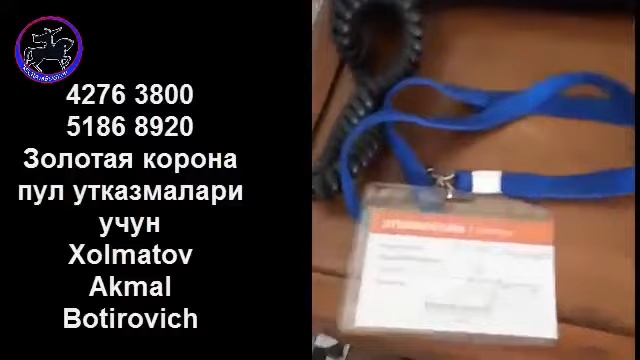 4276 3800
5186 8920
Золотая корона
пул утказмалари
учун
Xolmatov
Akmal
Botirovich